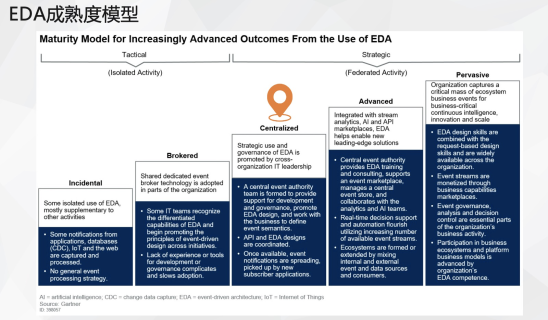 EDA成熟度模型
Maturity Model for Increasingly Advanced Outcomes From the Use of EDA
Tactical
(Isolated Activity)
Strategic
(Federated Activity)
Incidental
Some isolated use of EDA,
mostly supplementary to
other activities
• Some notifications from
applications, databases
(CDC), IoT and the web
are captured and
processed.
• No general event
processing strategy.
Brokered
Shared dedicated event
broker technology is adopted
in parts of the organization
• Some IT teams recognize
the differentiated
capabilities of EDA and
begin promoting the
principles of event-driven
design across initiatives.
• Lack of experience or tools
for development or
governance complicates
and slows adoption.
Centralized
Strategic use and
governance of EDA is
promoted by cross-
organization IT leadership
• A central event authority
team is formed to provide
support for development
and governance, promote
EDA design, and work with
the business to define
event semantics.
• API and EDA designs
are coordinated.
• Once available, event
notifications are spreading,
picked up by new
subscriber applications.
Advanced
Integrated with stream
analytics, AI and API
marketplaces, EDA
helps enable new
leading-edge solutions
• Central event authority
provides EDA training
and consulting, supports
an event marketplace,
manages a central
event store, and
collaborates with the
analytics and AI teams.
• Real-time decision support
and automation flourish
utilizing increasing number
of available event streams.
• Ecosystems are formed or
extended by mixing
internal and external
event and data sources
and consumers.
Pervasive
Organization captures a
critical mass of ecosystem
business events for
business-critical
continuous intelligence,
innovation and scale
• EDA design skills are
combined with the
request-based design
skills and are widely
available across the
organization.
• Event streams are
monetized through
business capabilities
marketplaces.
• Event governance,
analysis and decision
control are essential parts
of the organization's
business activity.
• Participation in business
ecosystems and platform
business models is
advanced by
organization's
EDA competence.
AI = artificial intelligence; CDC = change data capture; EDA = event-driven architecture; IoT = Internet of Things
Source: Gartner